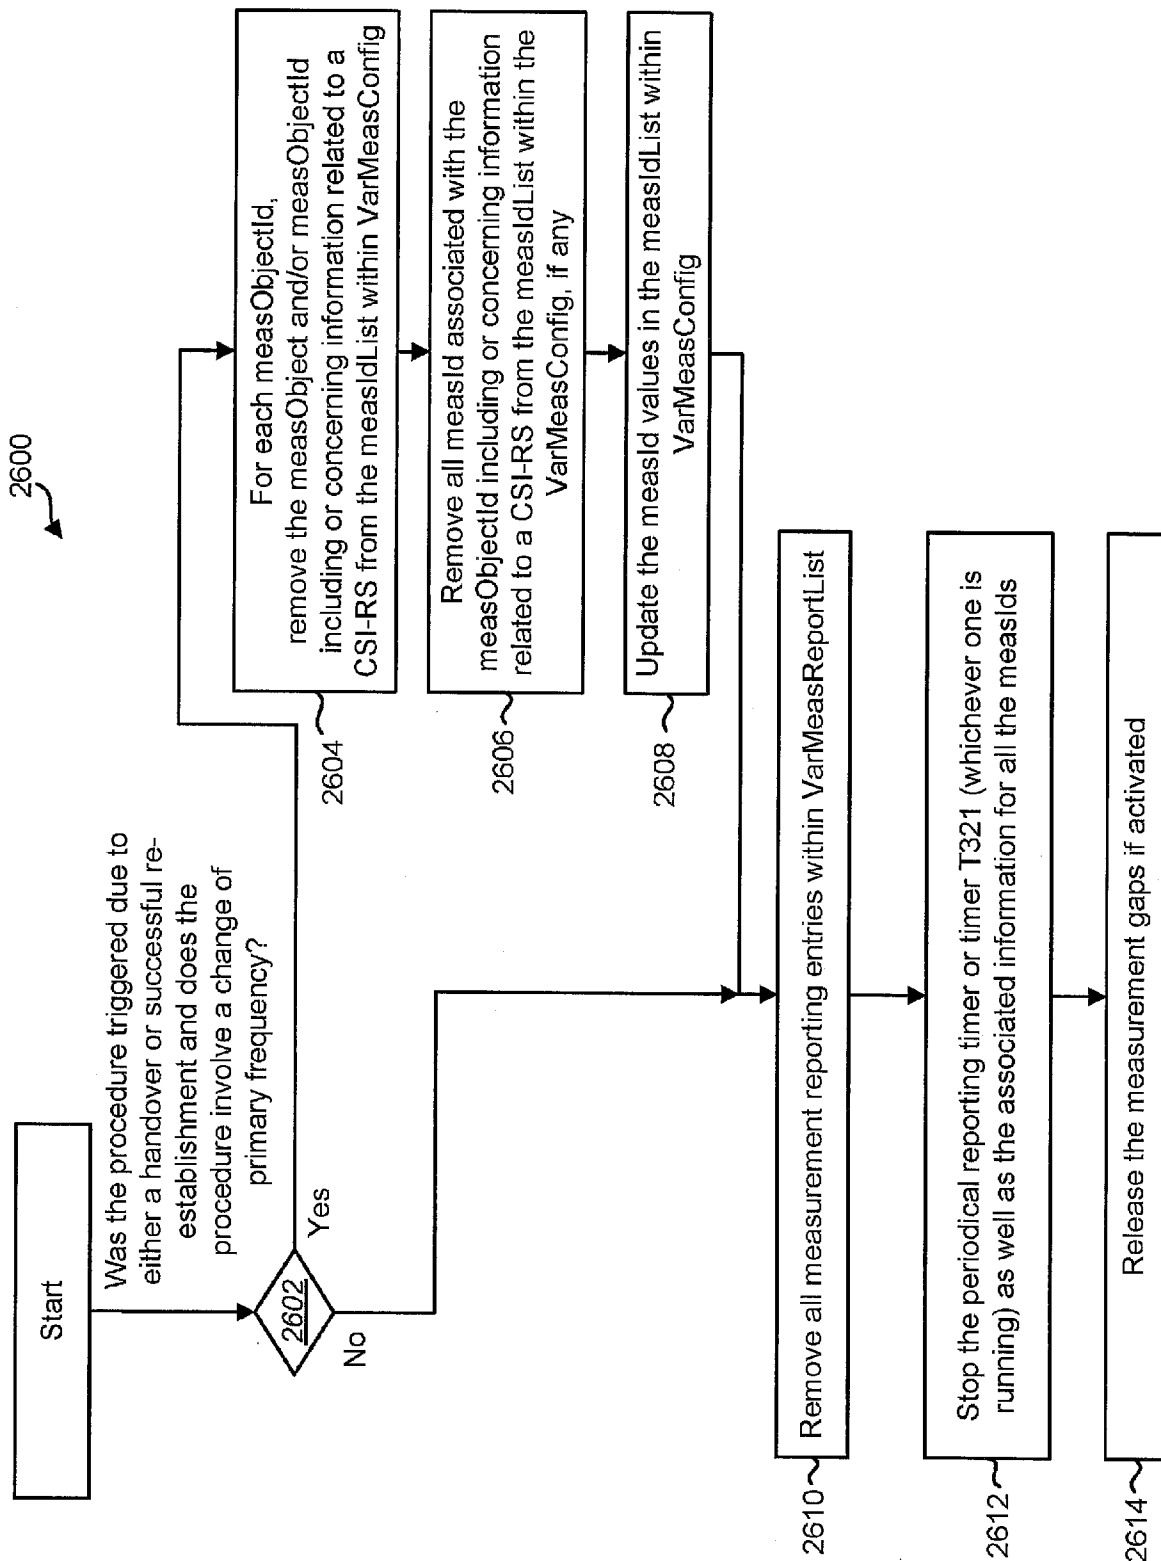 2600
Start
Was the procedure triggered due to
either a handover or successful re-
establishment and does the
procedure involve a change of
primary frequency?
2602
Yes
No
For each measObjectId,
remove the measObject and/or measObjectId
including or concerning information related to a
CSI-RS from the measIdList within VarMeasConfig
2604
Remove all measId associated with the
measObjectId including or concerning information
related to a CSI-RS from the measIdList within the
VarMeasConfig, if any
2606
Update the measId values in the measIdList within
VarMeasConfig
2608
Remove all measurement reporting entries within VarMeasReportList
2610
Stop the periodical reporting timer or timer T321 (whichever one is
running) as well as the associated information for all the measIds
2612
Release the measurement gaps if activated
2614